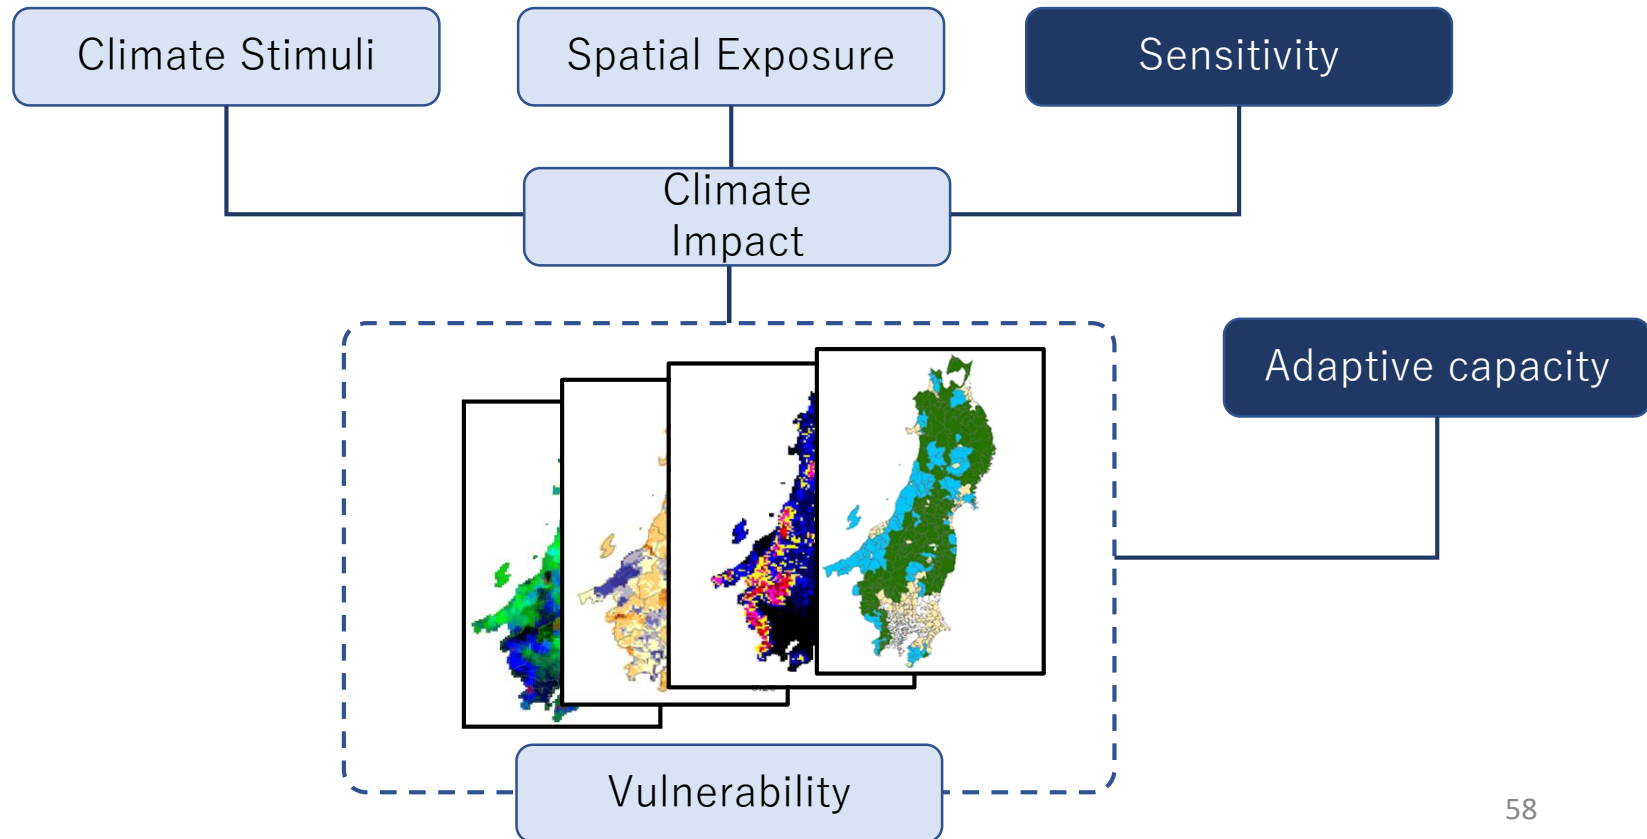 Climate Stimuli
Spatial Exposure
Sensitivity
Climate
Impact
Adaptive capacity
Vulnerability
58